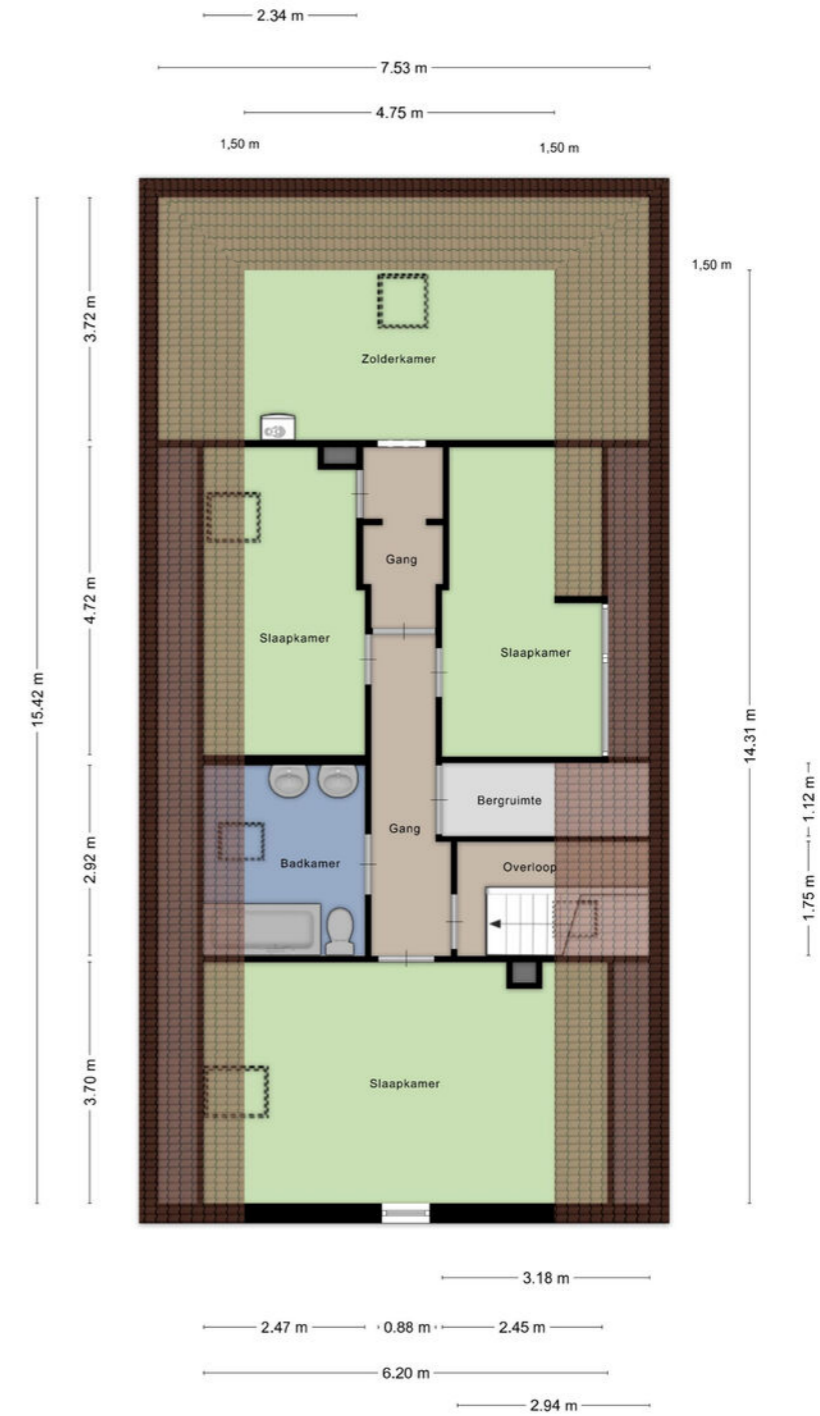 2.34 m
7.53 m
4.75 m
1,50 m
1,50 m
1,50 m
3.72 m
Zolderkamer
Gang
4.72 m
Slaapkamer
Slaapkamer
15.42 m
14.31 m
Bergruimte
1.12 m
Gang
2.92 m
Badkamer
Overloop
1.75 m
3.70 m
Slaapkamer
3.18 m
2.47 m
0.88 m
2.45 m
6.20 m
2.94 m